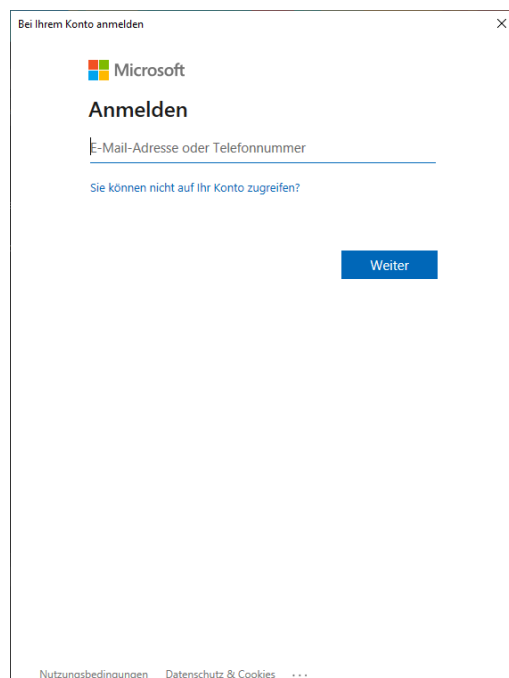 Bei Ihrem Konto anmelden
Microsoft
Anmelden
E-Mail-Adresse oder Telefonnummer
Sie können nicht auf Ihr Konto zugreifen?
Weiter
Nutzungsbedingungen Datenschutz & Cookies ...